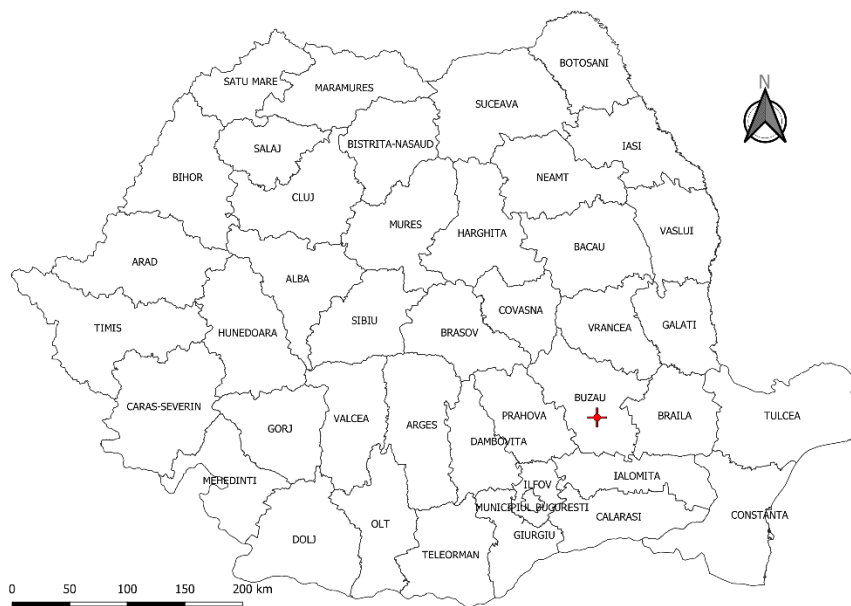 BOTOSANI
SATU MARE
MARAMURES
SUCEAVA
N
SALAJ
BISTRITA-NASAUD
IASI
BIHOR
CLUJ
NEAMT
MURES
HARGHITA
BACAU
VASLUI
ARAD
ALBA
COVASNA
TIMIS
HUNEDOARA
SIBIU
BRASOV
VRANCEA
GALATI
CARAS-SEVERIN
BUZAU
GORJ
VALCEA
ARGES
PRAHOVA
BRAILA
TULCEA
DAMBOVITA
MEHEDINTI
ILFOV
IALOMITA
MUNICIPIUL BUCURESTI
CALARASI
CONSTANTA
DOLJ
OLT
TELEORMAN
GIURGIU
0 50 100 150 200 km